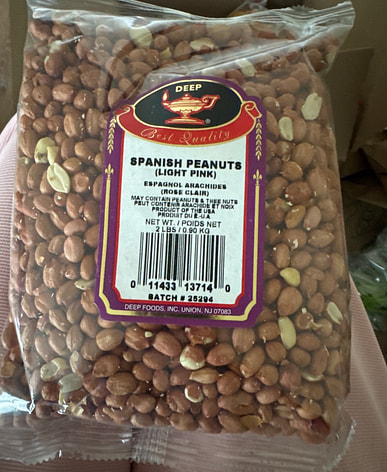 DEEP
Best Quality
SPANISH PEANUTS
(LIGHT PINK)
ESPAGNOL ARACHIDES
(ROSE CLAIR)
MAY CONTAIN PEANUTS & TREE NUTS
PEUT CONTENIR ARACHIDE ET NOIX
PRODUCT OF THE USA
PRODUIT DU E-U.A.
NET WT. / POIDS NET
2 LBS / 0.90 KG
0 11433 13714 0
BATCH # 25294
DEEP FOODS, INC. UNION, NJ 07083